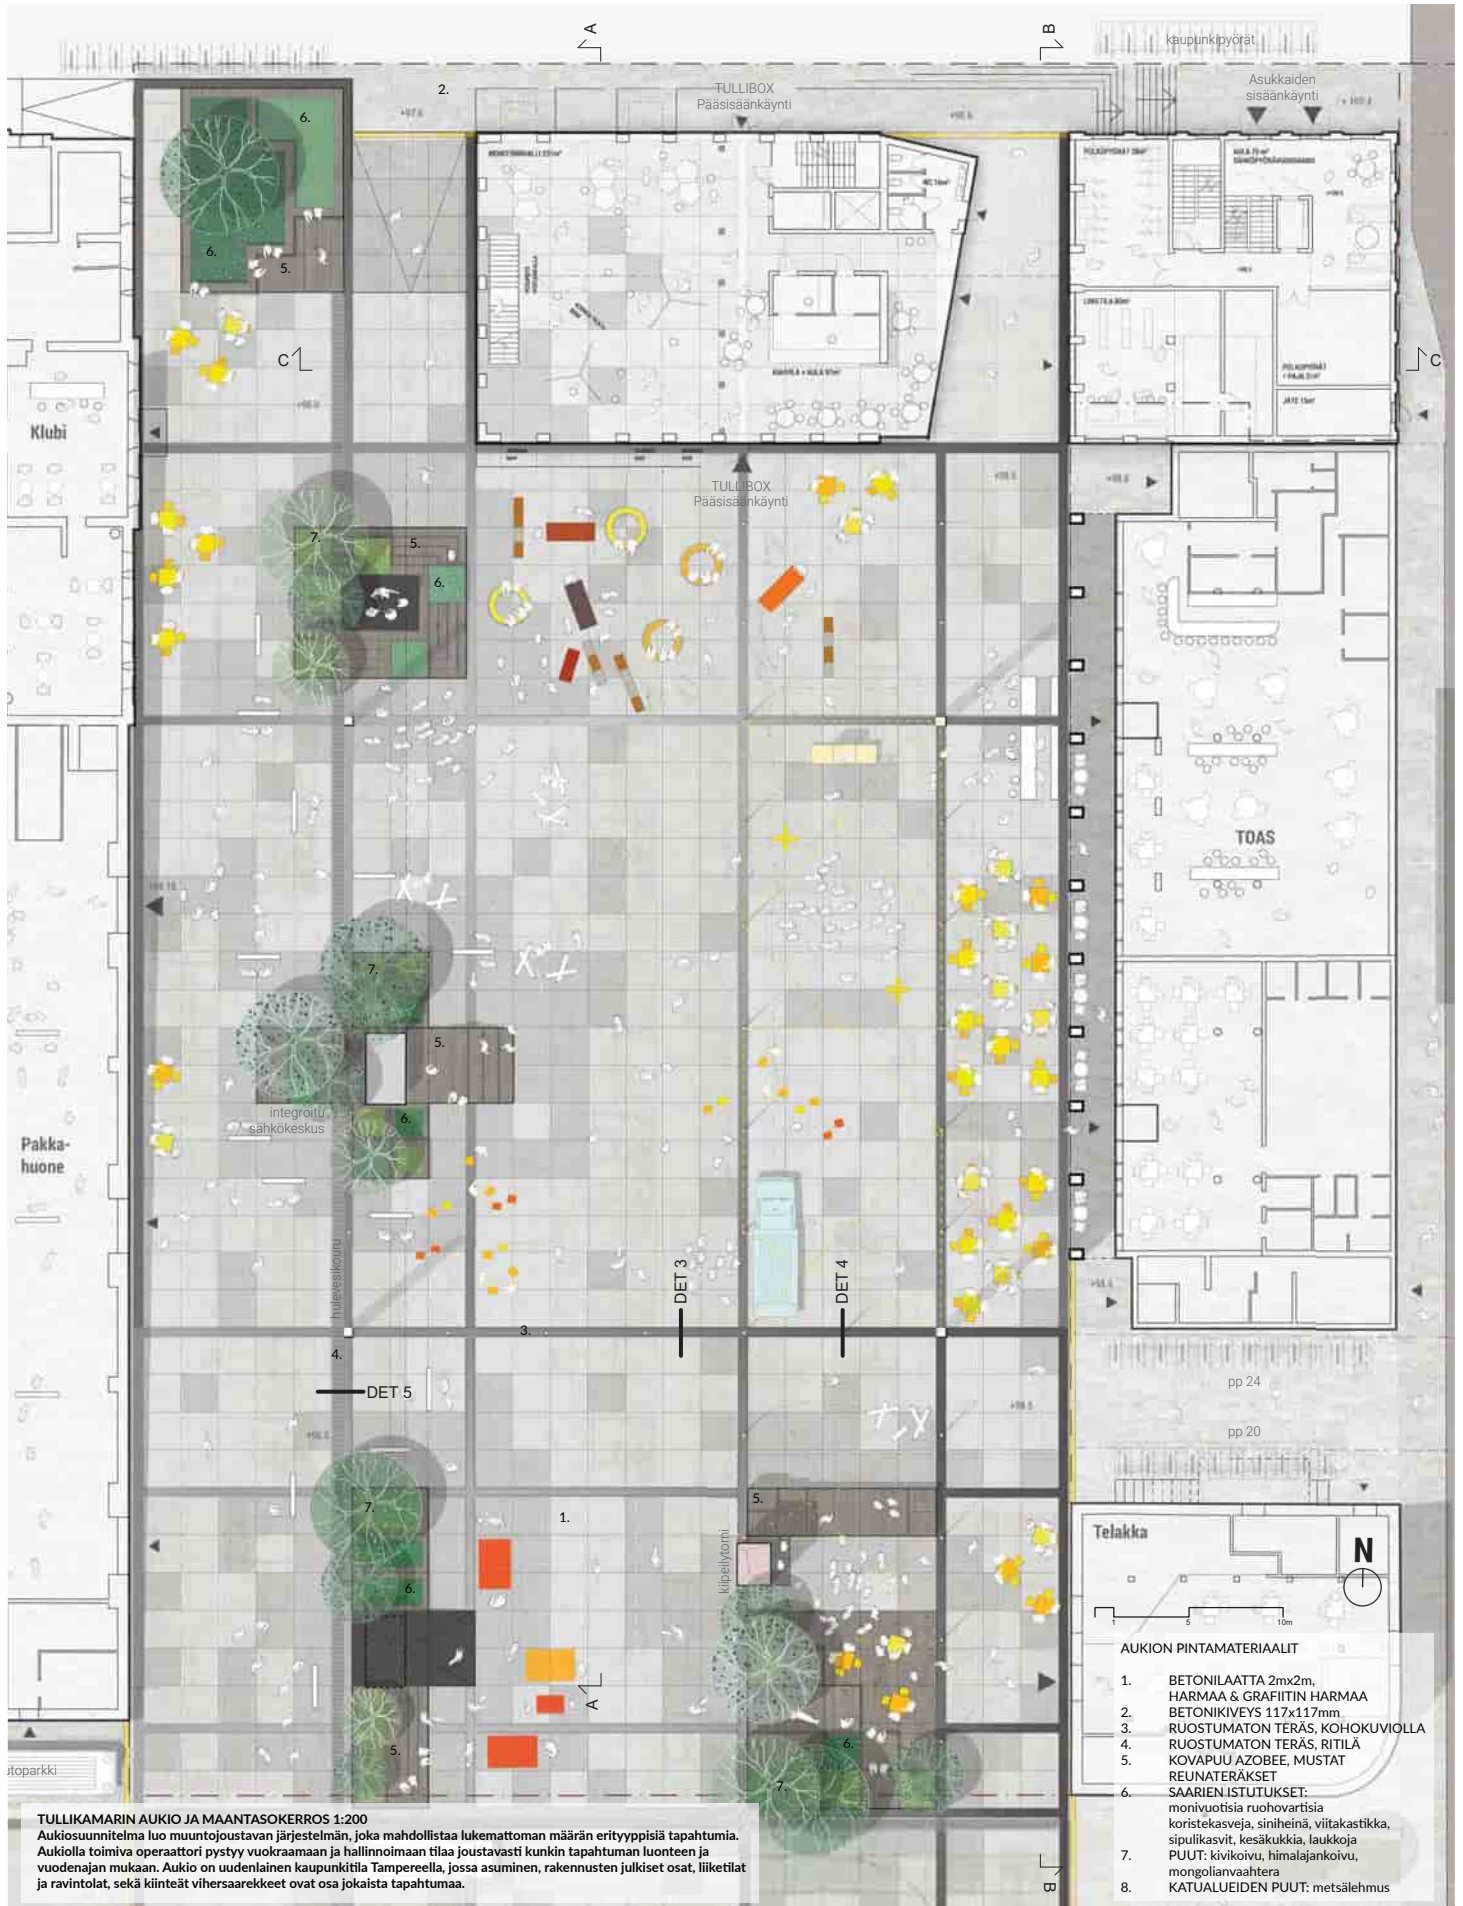 A
B
kaupunkipyörät
2.
TULLIBOX
Pääsisäänkäynti
Asukkaiden
sisäänkäynti
6.
6.
5.
C
C
Klubi
TULLIBOX
Pääsisäänkäynti
7.
5.
6.
TOAS
7.
5.
integroitu
sähkökeskus
6.
Pakka-
huone
hulevesikouru
DET 3
DET 4
3.
4.
DET 5
pp 24
pp 20
7.
1.
5.
6.
kiipeilytorni
Telakka
N
1
5
10m
A
5.
6.
7.
B
AUKION PINTAMATERIAALIT
1. BETONILAATTA 2mx2m,
HARMAA & GRAFIITIN HARMAA
2. BETONIKIVEYS 117x117mm
3. RUOSTUMATON TERÄS, KOHOKUVIOLLA
4. RUOSTUMATON TERÄS, RITILÄ
5. KOVAPUU AZOBEE, MUSTAT
REUNATERÄKSET
6. SAARIEN ISTUTUKSET:
monivuotisia ruohovartisia
koristekasveja, siniheinä, viitakastikka,
sipulikasvit, kesäkukkia, laukkoja
7. PUUT: kivikoivu, himalajankoivu,
mongolianvaahtera
8. KATUALUEIDEN PUUT: metsälehmus
TULLIKAMARIN AUKIO JA MAANTASOKERROS 1:200
Aukiosuunnitelma luo muuntojoustavan järjestelmän, joka mahdollistaa lukemattoman määrän erityyppisiä tapahtumia.
Aukiolla toimiva operaattori pystyy vuokraamaan ja hallinnoimaan tilaa joustavasti kunkin tapahtuman luonteen ja
vuodenajan mukaan. Aukio on uudenlainen kaupunkitila Tampereella, jossa asuminen, rakennusten julkiset osat, liiketilat
ja ravintolat, sekä kiinteät vihersaarekkeet ovat osa jokaista tapahtumaa.